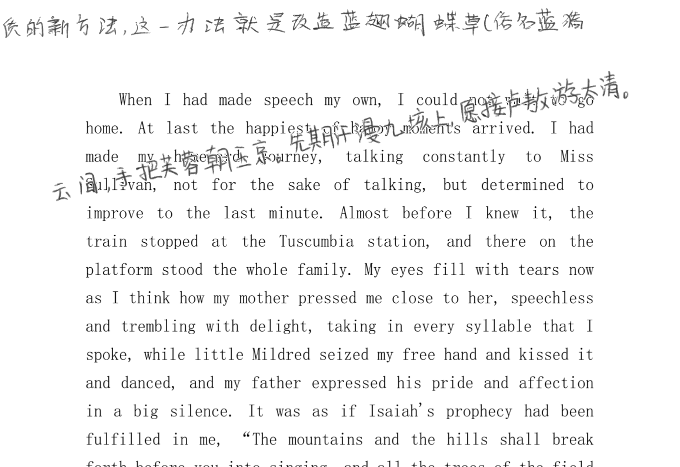 的新方法,这一办法就是改造蓝翅蝴蝶草(俗名蓝猪
When I had made speech my own, I could not wait to go
home. At last the happiest of happy moments arrived. I had
made my homeward journey, talking constantly to Miss
云间,手把芙蓉朝玉京。先期汗漫九垓上,愿接卢敖游太清。
Sullivan, not for the sake of talking, but determined to
improve to the last minute. Almost before I knew it, the
train stopped at the Tuscumbia station, and there on the
platform stood the whole family. My eyes fill with tears now
as I think how my mother pressed me close to her, speechless
and trembling with delight, taking in every syllable that I
spoke, while little Mildred seized my free hand and kissed it
and danced, and my father expressed his pride and affection
in a big silence. It was as if Isaiah's prophecy had been
fulfilled in me, “The mountains and the hills shall break
forth before you into singing, and all the trees of the field